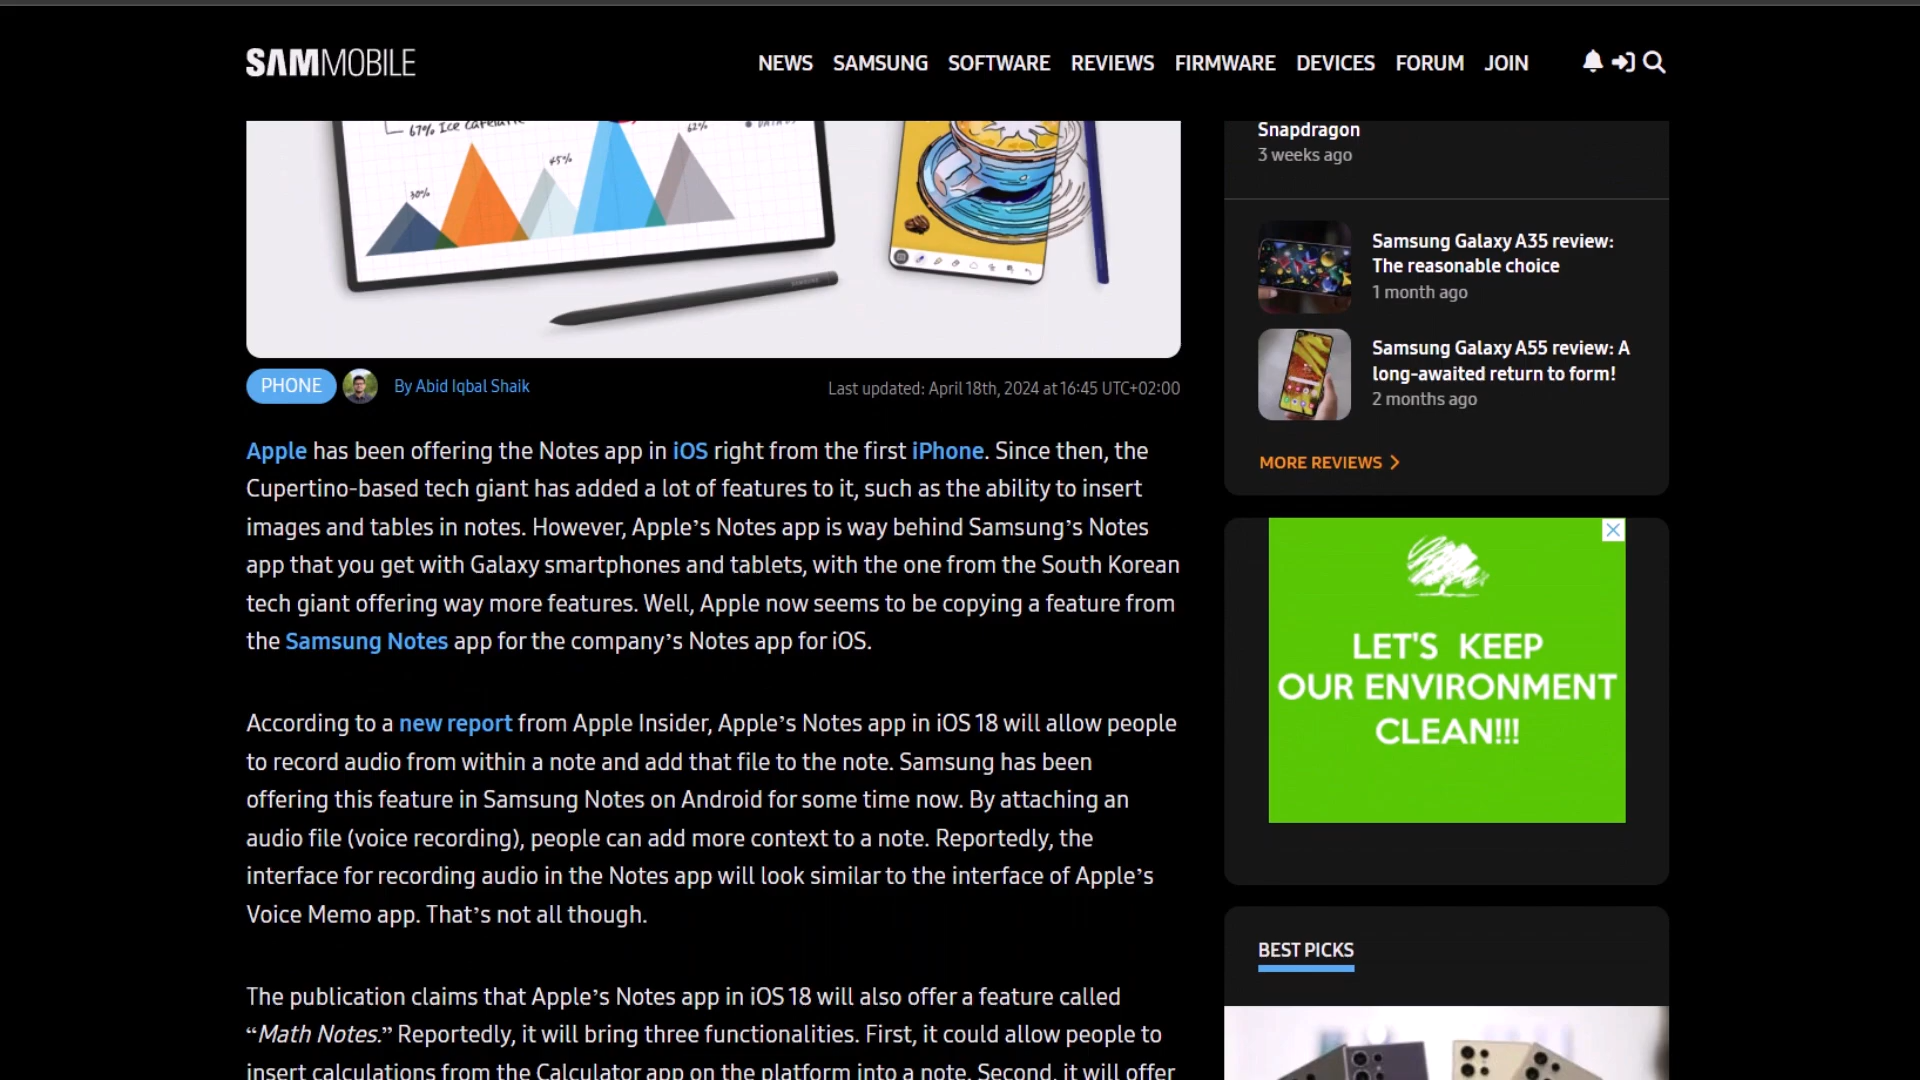 SAMMOBILE
NEWS SAMSUNG SOFTWARE REVIEWS FIRMWARE DEVICES FORUM JOIN
67% Ice
30%
45%
62%
SAMSUNG
PHONE
By Abid Iqbal Shaik
Last updated: April 18th, 2024 at 16:45 UTC+02:00
Apple has been offering the Notes app in iOS right from the first iPhone. Since then, the
Cupertino-based tech giant has added a lot of features to it, such as the ability to insert
images and tables in notes. However, Apple’s Notes app is way behind Samsung’s Notes
app that you get with Galaxy smartphones and tablets, with the one from the South Korean
tech giant offering way more features. Well, Apple now seems to be copying a feature from
the Samsung Notes app for the company’s Notes app for iOS.
According to a new report from Apple Insider, Apple’s Notes app in iOS 18 will allow people
to record audio from within a note and add that file to the note. Samsung has been
offering this feature in Samsung Notes on Android for some time now. By attaching an
audio file (voice recording), people can add more context to a note. Reportedly, the
interface for recording audio in the Notes app will look similar to the interface of Apple’s
Voice Memo app. That’s not all though.
The publication claims that Apple’s Notes app in iOS 18 will also offer a feature called
“Math Notes.” Reportedly, it will bring three functionalities. First, it could allow people to
insert calculations from the Calculator app on the platform into a note. Second, it will offer
Snapdragon
3 weeks ago
Samsung Galaxy A35 review:
The reasonable choice
1 month ago
Samsung Galaxy A55 review: A
long-awaited return to form!
2 months ago
MORE REVIEWS
LET'S KEEP
OUR ENVIRONMENT
CLEAN!!!
BEST PICKS